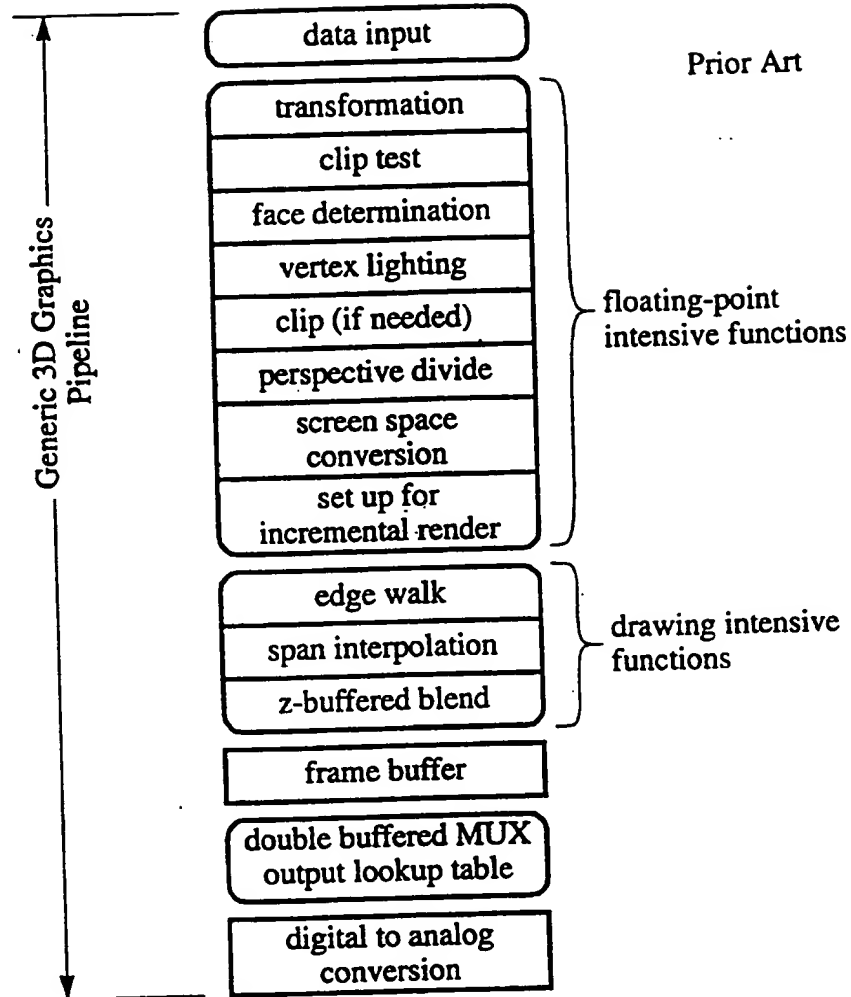 data input
Prior Art
transformation
clip test
face determination
vertex lighting
clip (if needed)
perspective divide
screen space
conversion
set up for
incremental render
floating-point
intensive functions
Generic 3D Graphics
Pipeline
edge walk
span interpolation
z-buffered blend
drawing intensive
functions
frame buffer
double buffered MUX
output lookup table
digital to analog
conversion